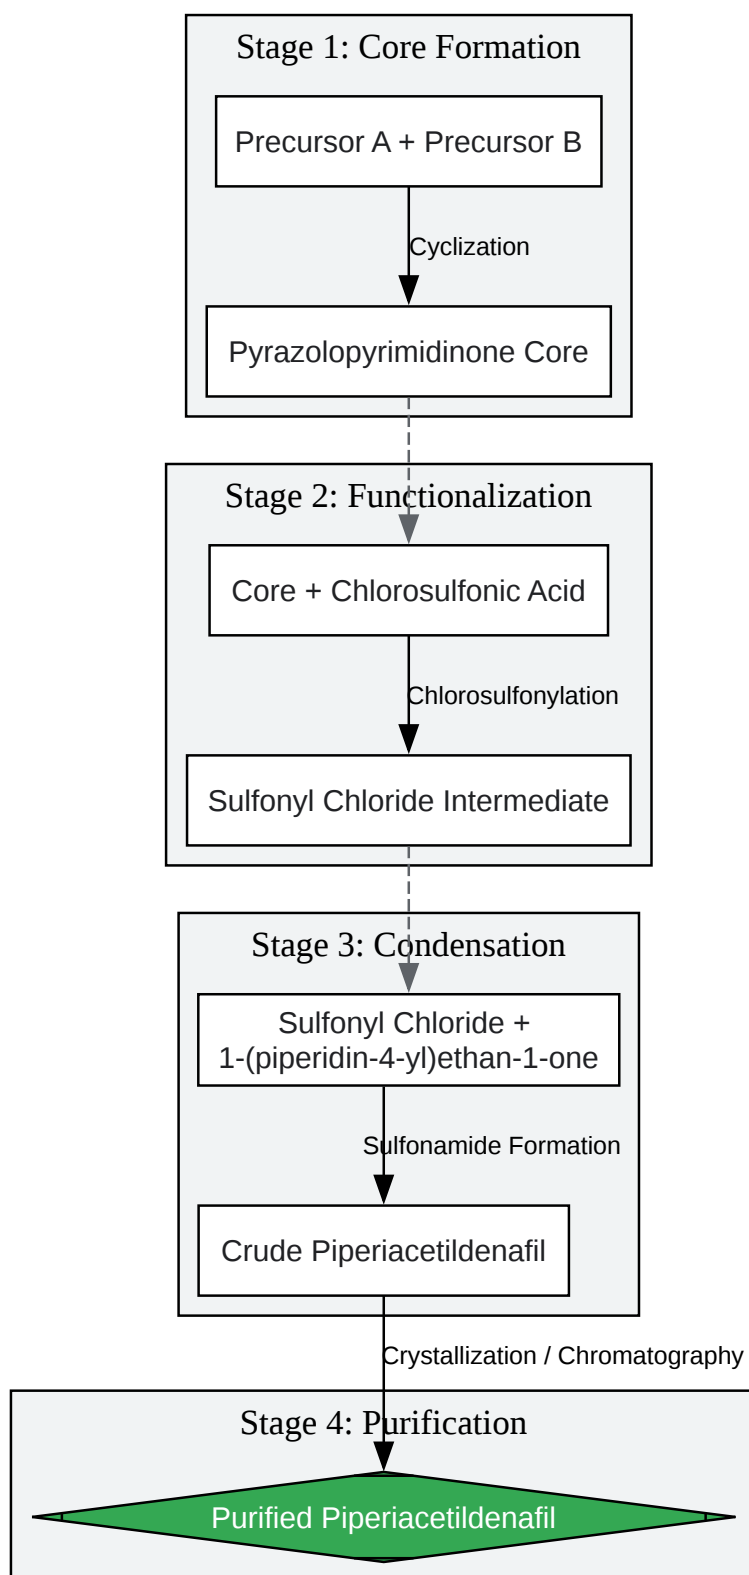 Stage 1: Core Formation
Precursor A + Precursor B
Cyclization
Pyrazolopyrimidinone Core
Stage 2: Functionalization
Core + Chlorosulfonic Acid
Chlorosulfonylation
Sulfonyl Chloride Intermediate
Stage 3: Condensation
Sulfonyl Chloride +
1-(piperidin-4-yl)ethan-1-one
Sulfonamide Formation
Crude Piperiacetildenafil
Crystallization / Chromatography
Stage 4: Purification
Purified Piperiacetildenafil